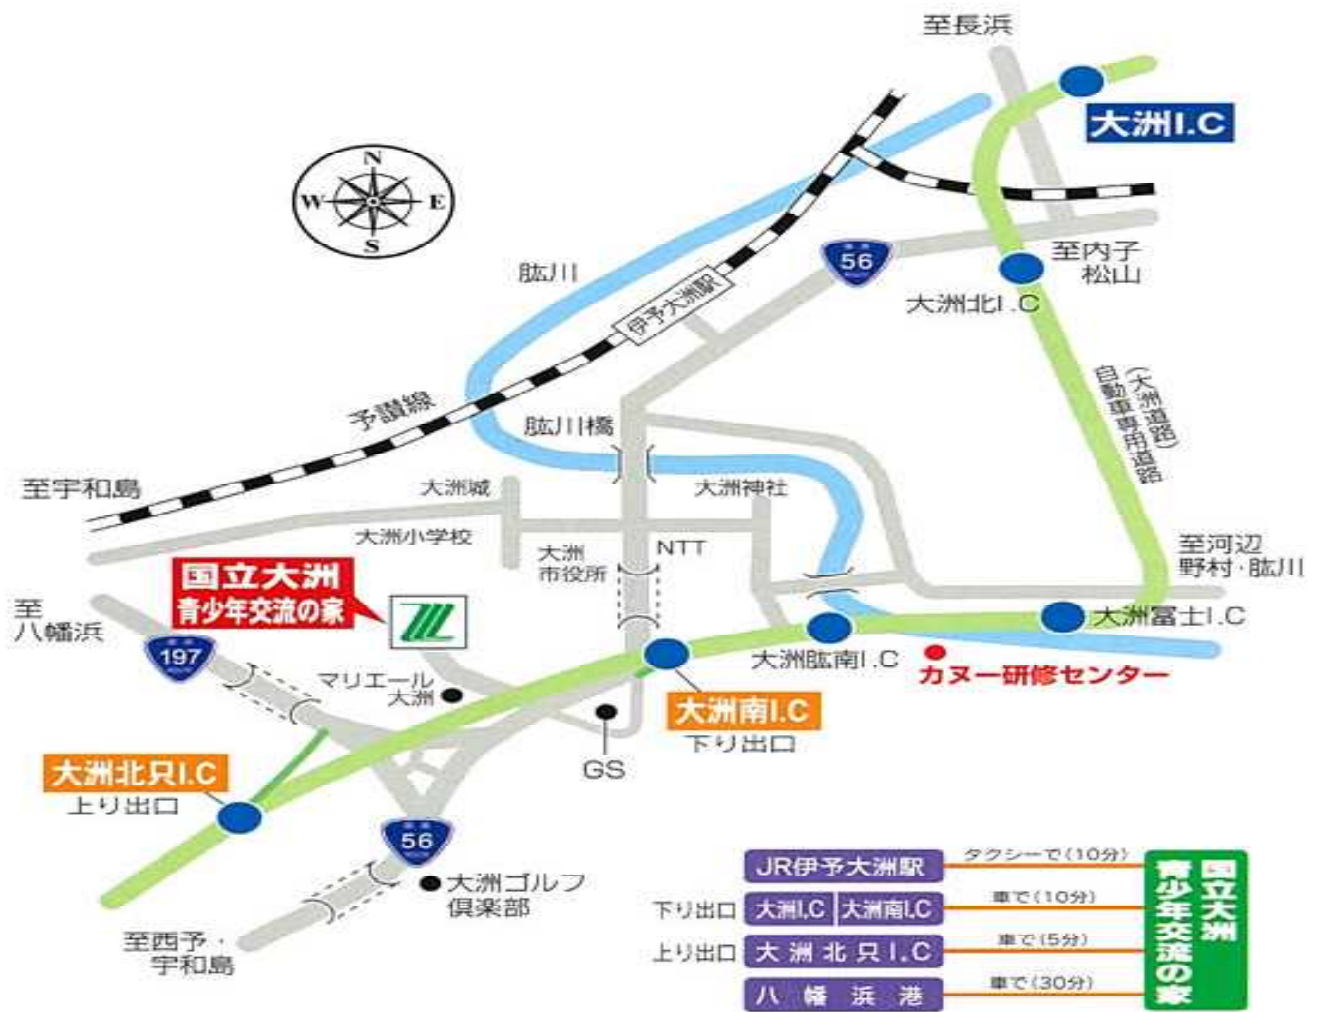 至長浜
大洲I.C
N
W
E
S
56
至内子
松山
大洲北I.C
肱川
伊予大洲駅
予讃線
(大洲道路)
自動車専用道路
肱川橋
至宇和島
大洲城
大洲神社
大洲小学校
大洲
市役所
NTT
至河辺
野村・肱川
国立大洲
青少年交流の家
至
八幡浜
197
マリエール
大洲
大洲冨士I.C
大洲肱南I.C
カヌー研修センター
大洲南I.C
下り出口
GS
大洲北只I.C
上り出口
56
大洲ゴルフ
倶楽部
至西予・
宇和島
JR伊予大洲駅
タクシーで(10分)
下り出口
大洲I.C
大洲南I.C
車で(10分)
上り出口
大洲北只I.C
車で(5分)
八幡浜港
車で(30分)
国立大洲
青少年交流の家